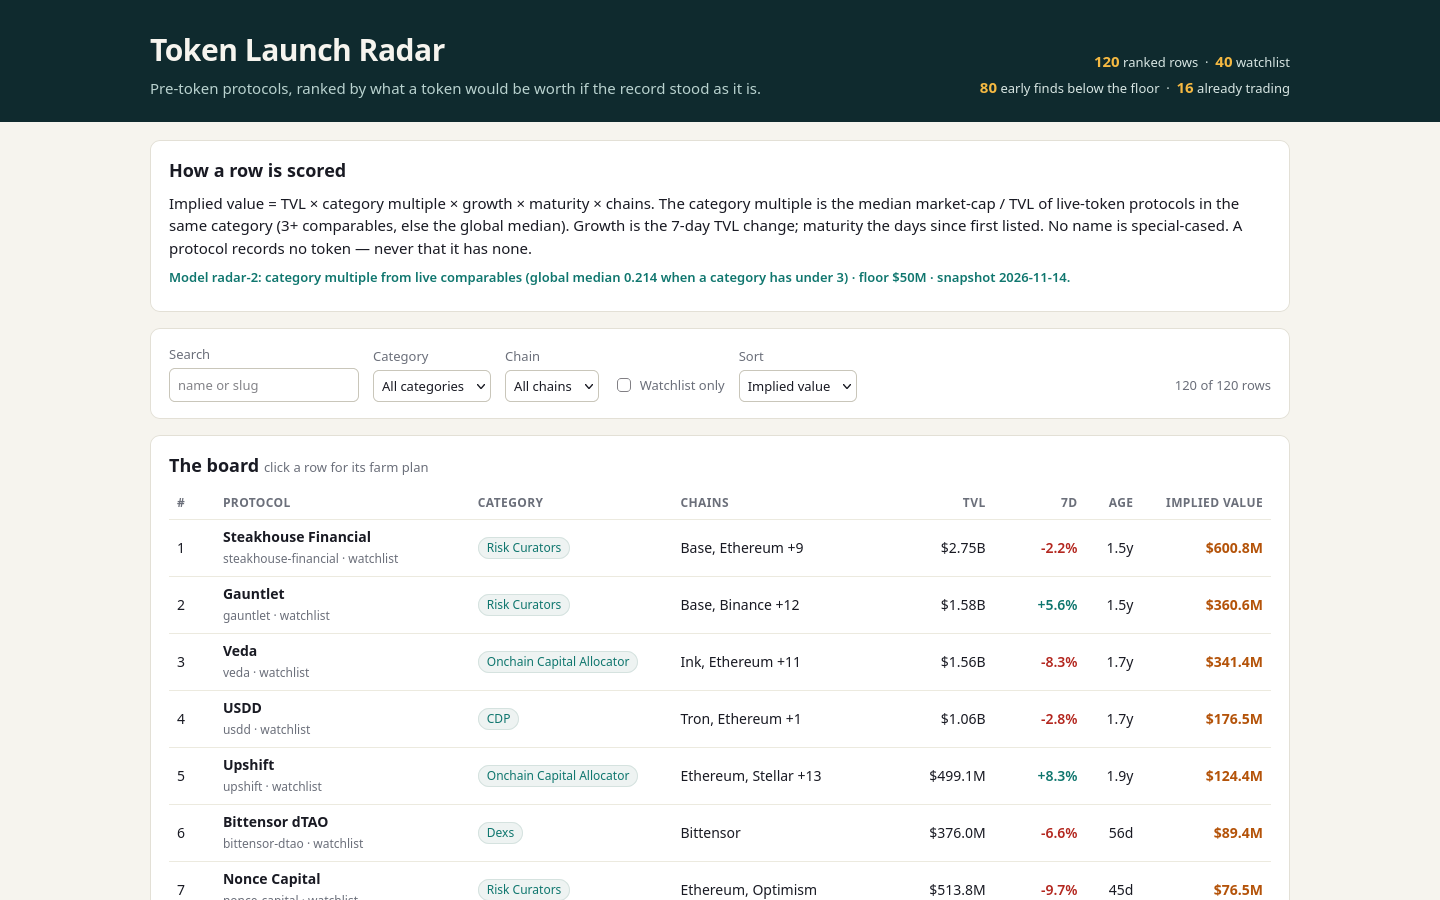 Token Launch Radar
Pre-token protocols, ranked by what a token would be worth if the record stood as it is.
120 ranked rows · 40 watchlist
80 early finds below the floor · 16 already trading
How a row is scored
Implied value = TVL × category multiple × growth × maturity × chains. The category multiple is the median market-cap / TVL of live-token protocols in the
same category (3+ comparables, else the global median). Growth is the 7-day TVL change; maturity the days since first listed. No name is special-cased. A
protocol records no token — never that it has none.
Model radar-2: category multiple from live comparables (global median 0.214 when a category has under 3) · floor $50M · snapshot 2026-11-14.
Search
Category
Chain
Sort
name or slug
All categories
All chains
Watchlist only
Implied value
120 of 120 rows
The board click a row for its farm plan
# PROTOCOL CATEGORY CHAINS TVL 7D AGE IMPLIED VALUE
1 Steakhouse Financial Risk Curators Base, Ethereum +9 $2.75B -2.2% 1.5y $600.8M
steakhouse-financial · watchlist
2 Gauntlet Risk Curators Base, Binance +12 $1.58B +5.6% 1.5y $360.6M
gauntlet · watchlist
3 Veda Onchain Capital Allocator Ink, Ethereum +11 $1.56B -8.3% 1.7y $341.4M
veda · watchlist
4 USDD CDP Tron, Ethereum +1 $1.06B -2.8% 1.7y $176.5M
usdd · watchlist
5 Upshift Onchain Capital Allocator Ethereum, Stellar +13 $499.1M +8.3% 1.9y $124.4M
upshift · watchlist
6 Bittensor dTAO Dexs Bittensor $376.0M -6.6% 56d $89.4M
bittensor-dtao · watchlist
7 Nonce Capital Risk Curators Ethereum, Optimism $513.8M -9.7% 45d $76.5M
nonce-capital · watchlist